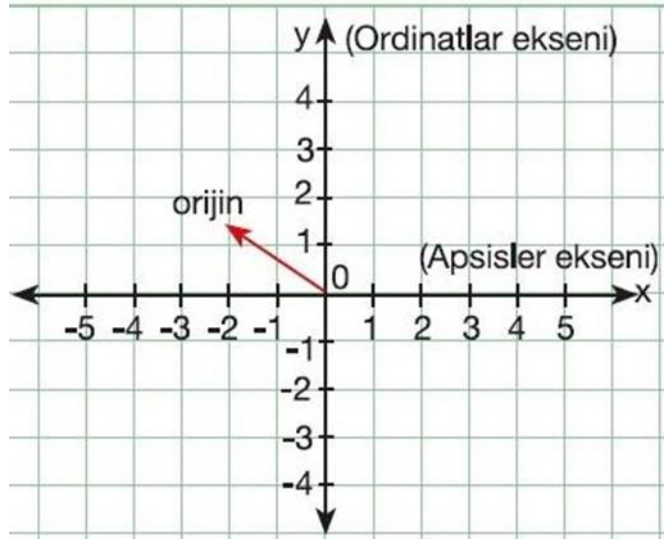 y (Ordinatlar ekseni)
4
3
orijin 2
1
(Apsisler ekseni)
0
x
-5 -4 -3 -2 -1 1 2 3 4 5
-1
-2
-3
-4